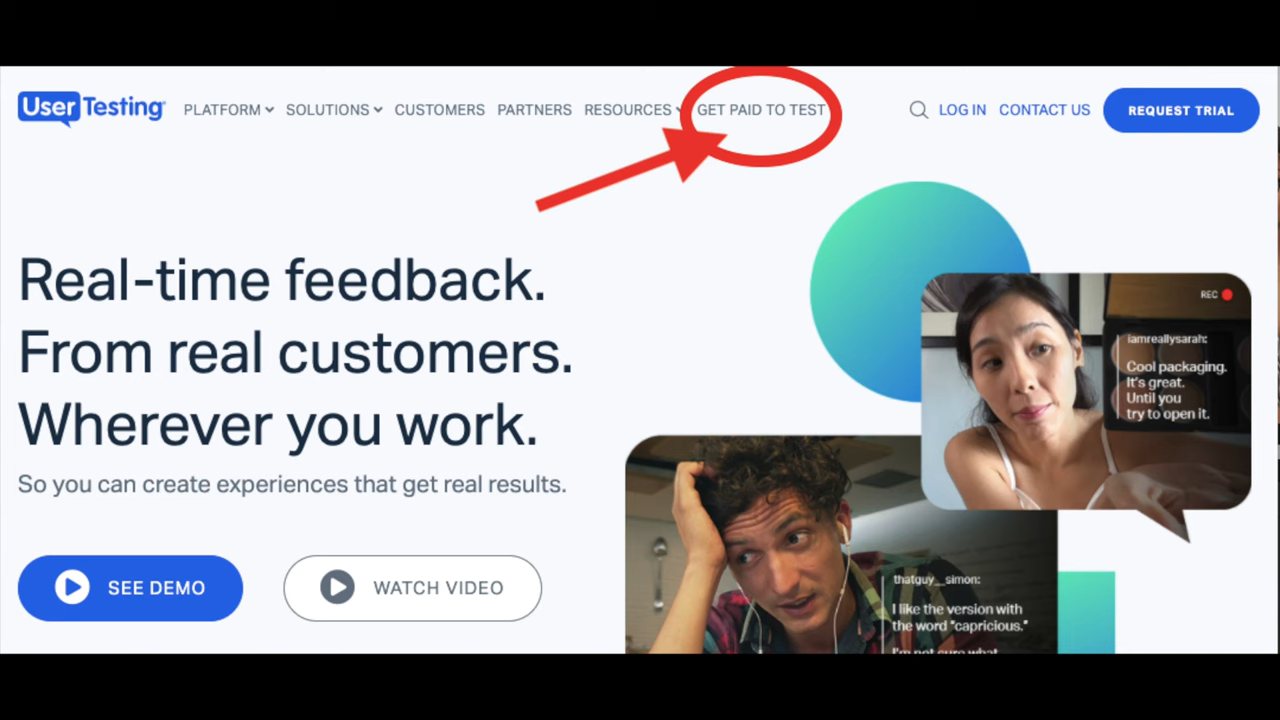 UserTesting PLATFORM SOLUTIONS CUSTOMERS PARTNERS RESOURCES GET PAID TO TEST LOG IN CONTACT US REQUEST TRIAL
Real-time feedback.
From real customers.
Wherever you work.
So you can create experiences that get real results.
SEE DEMO WATCH VIDEO
REC
iamreallysarah:
Cool packaging.
It's great.
Until you
try to open it.
thatguy_simon:
I like the version with
the word "capricious."
I'm not sure what